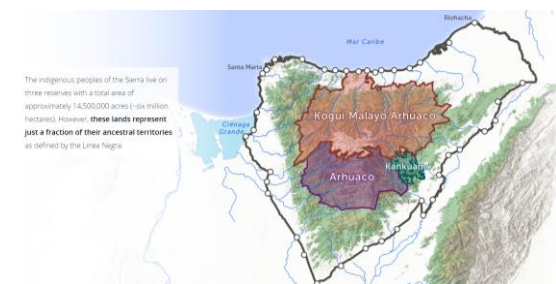 Riohacha
Mar Caribe
Santa Marta
The indigenous peoples of the Sierra live on
three reserves with a total area of
approximately 14,500,000 acres (~six million
hectares). However, these lands represent
just a fraction of their ancestral territories
as defined by the Linea Negra.
Ciénaga
Grande
Kogui Malayo Arhuaco
Kankuamo
Arhuaco